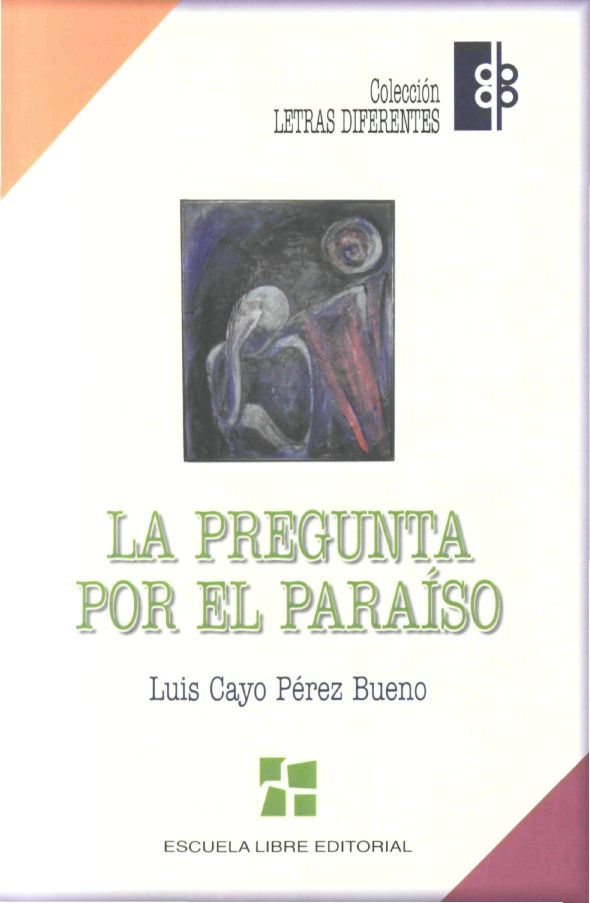 Colección
LETRAS DIFERENTES
LA PREGUNTA
POR EL PARAÍSO
Luis Cayo Pérez Bueno
ESCUELA LIBRE EDITORIAL